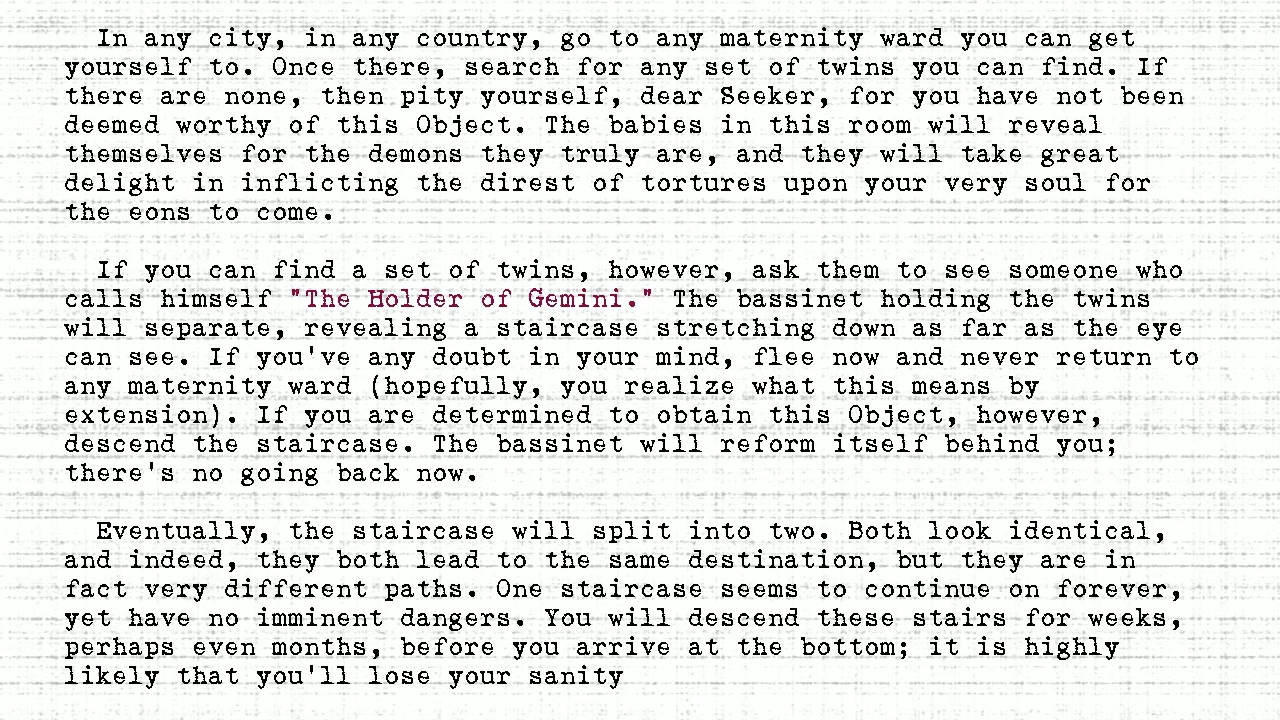 In any city, in any country, go to any maternity ward you can get
yourself to. Once there, search for any set of twins you can find. If
there are none, then pity yourself, dear Seeker, for you have not been
deemed worthy of this Object. The babies in this room will reveal
themselves for the demons they truly are, and they will take great
delight in inflicting the direst of tortures upon your very soul for
the eons to come.
If you can find a set of twins, however, ask them to see someone who
calls himself "The Holder of Gemini." The bassinet holding the twins
will separate, revealing a staircase stretching down as far as the eye
can see. If you've any doubt in your mind, flee now and never return to
any maternity ward (hopefully, you realize what this means by
extension). If you are determined to obtain this Object, however,
descend the staircase. The bassinet will reform itself behind you;
there's no going back now.
Eventually, the staircase will split into two. Both look identical,
and indeed, they both lead to the same destination, but they are in
fact very different paths. One staircase seems to continue on forever,
yet have no imminent dangers. You will descend these stairs for weeks,
perhaps even months, before you arrive at the bottom; it is highly
likely that you'll lose your sanity